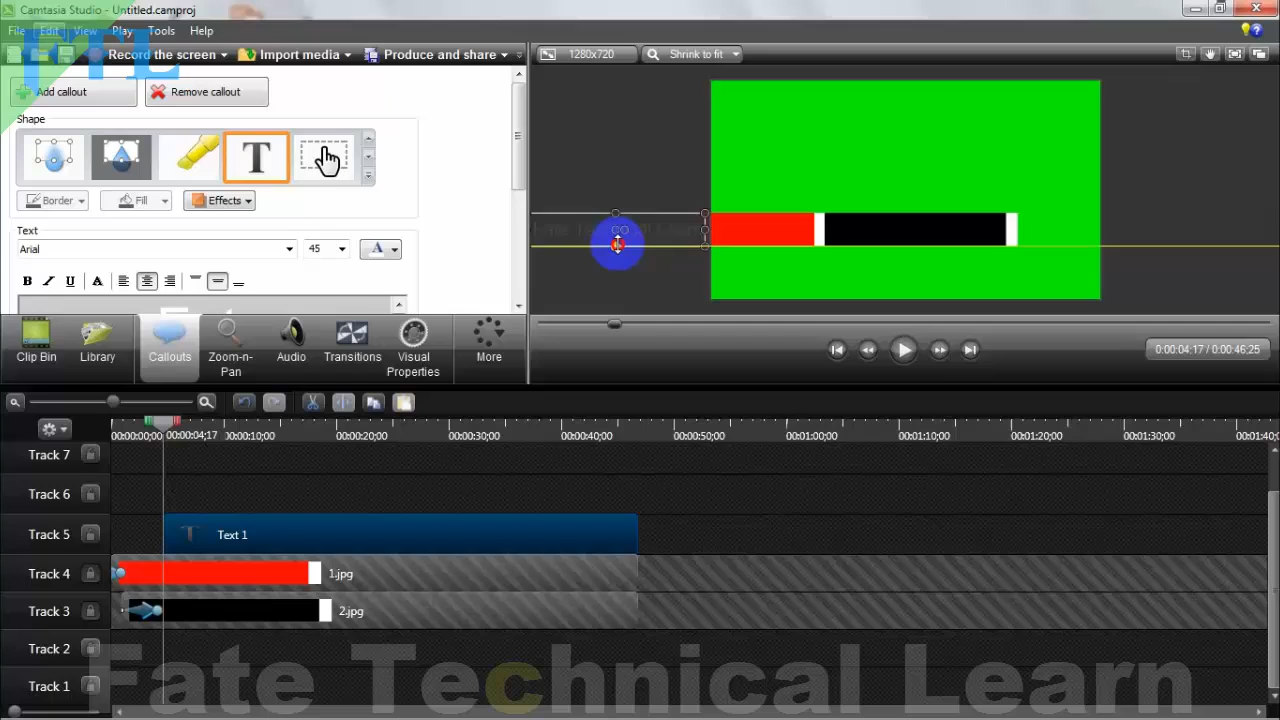 Camtasia Studio - Untitled.camproj
File Edit View Play Tools Help
FTL
Record the screen Import media Produce and share
1280x720 Shrink to fit
Add callout Remove callout
Shape
T
Border Fill Effects
Text
Arial 45 A
B I U A
Clip Bin Library Callouts Zoom-n-Pan Audio Transitions Visual Properties More
0:00:04;17 / 0:00:46;25
00:00:00;00 00:00:04;17 00:00:10;00 00:00:20;00 00:00:30;00 00:00:40;00 00:00:50;00 00:01:00;00 00:01:10;00 00:01:20;00 00:01:30;00 00:01:40;0
Track 7
Track 6
Track 5 T Text 1
Track 4 1.jpg
Track 3 2.jpg
Track 2
Track 1
Fate Technical Learn